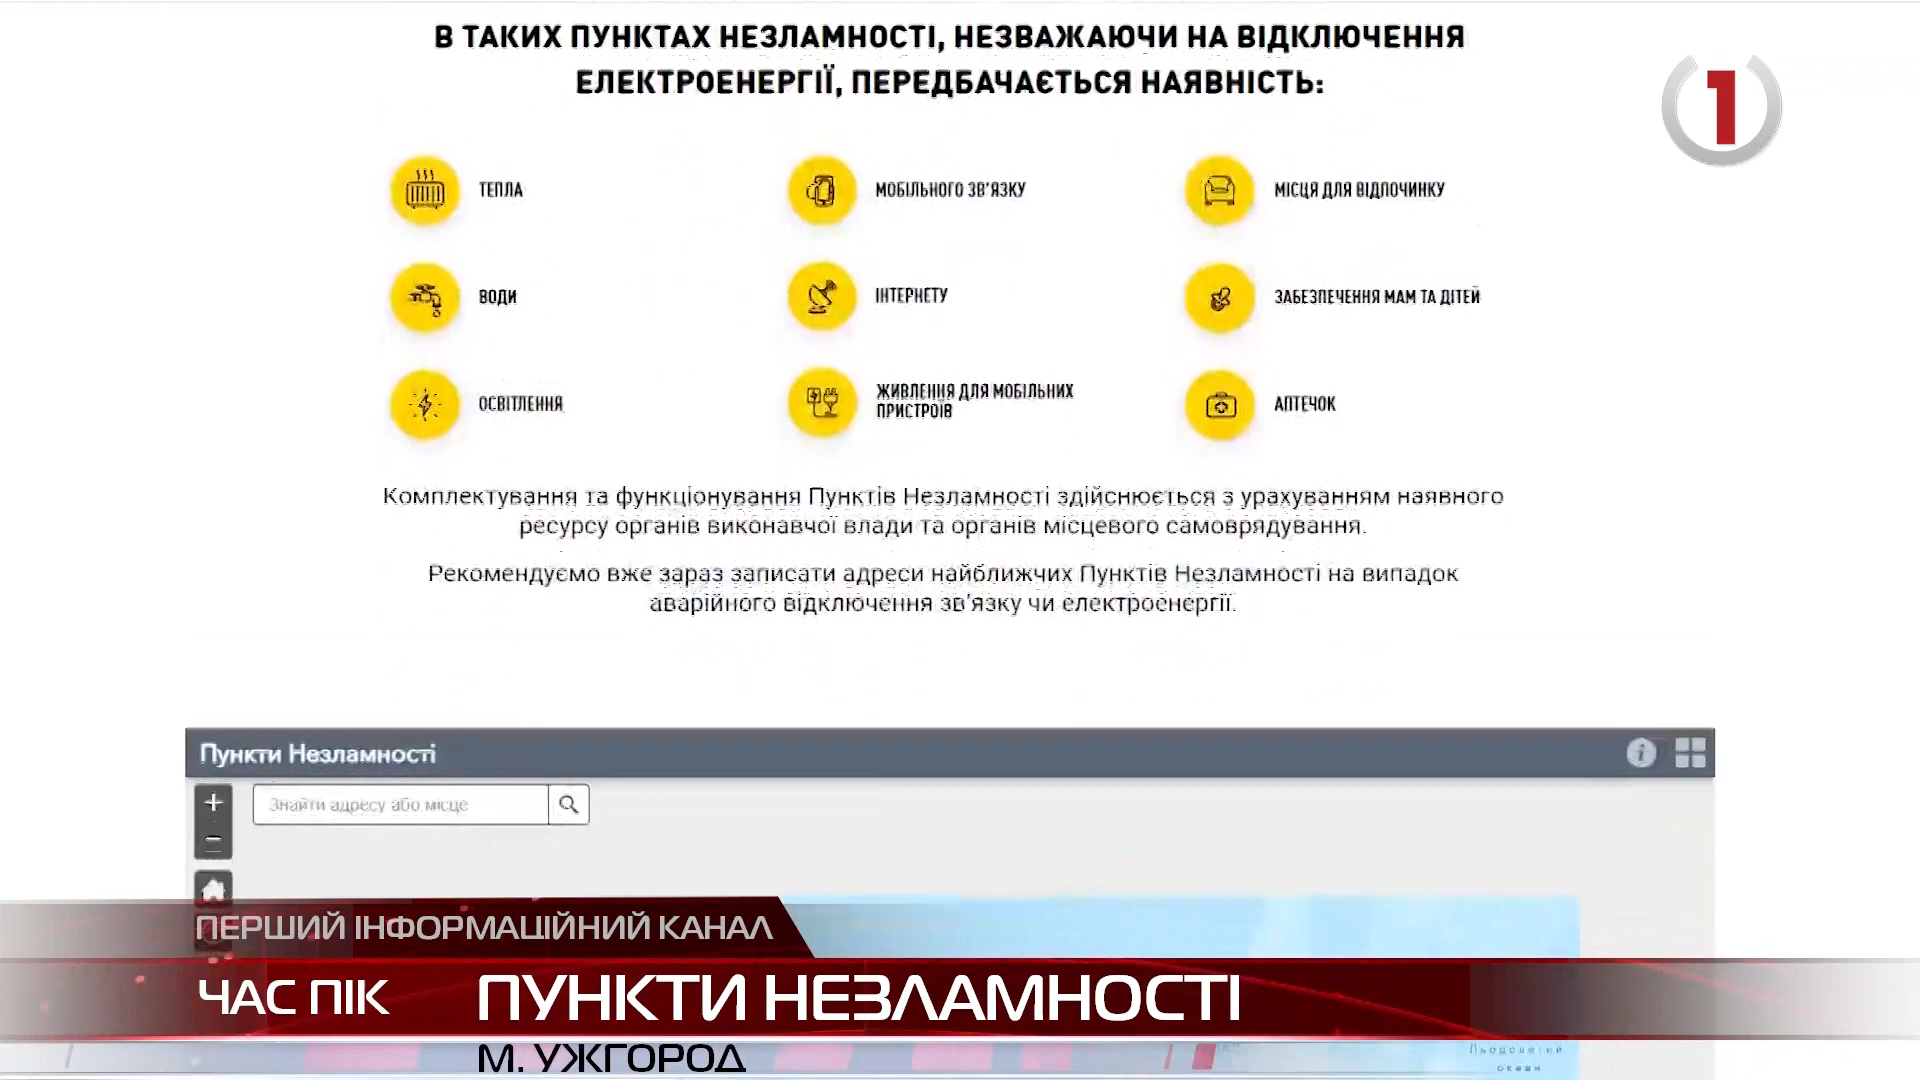 В ТАКИХ ПУНКТАХ НЕЗЛАМНОСТІ, НЕЗВАЖАЮЧИ НА ВІДКЛЮЧЕННЯ
ЕЛЕКТРОЕНЕРГІЇ, ПЕРЕДБАЧАЄТЬСЯ НАЯВНІСТЬ:
1
ТЕПЛА
МОБІЛЬНОГО ЗВ'ЯЗКУ
МІСЦЯ ДЛЯ ВІДПОЧИНКУ
ВОДИ
ІНТЕРНЕТУ
ЗАБЕЗПЕЧЕННЯ МАМ ТА ДІТЕЙ
ОСВІТЛЕННЯ
ЖИВЛЕННЯ ДЛЯ МОБІЛЬНИХ
ПРИСТРОЇВ
АПТЕЧОК
Комплектування та функціонування Пунктів Незламності здійснюється з урахуванням наявного
ресурсу органів виконавчої влади та органів місцевого самоврядування.
Рекомендуємо вже зараз записати адреси найближчих Пунктів Незламності на випадок
аварійного відключення зв'язку чи електроенергії.
Пункти Незламності
Знайти адресу або місце
ПЕРШИЙ ІНФОРМАЦІЙНИЙ КАНАЛ
ЧАС ПІК
ПУНКТИ НЕЗЛАМНОСТІ
М. УЖГОРОД
Льодовитий
океан